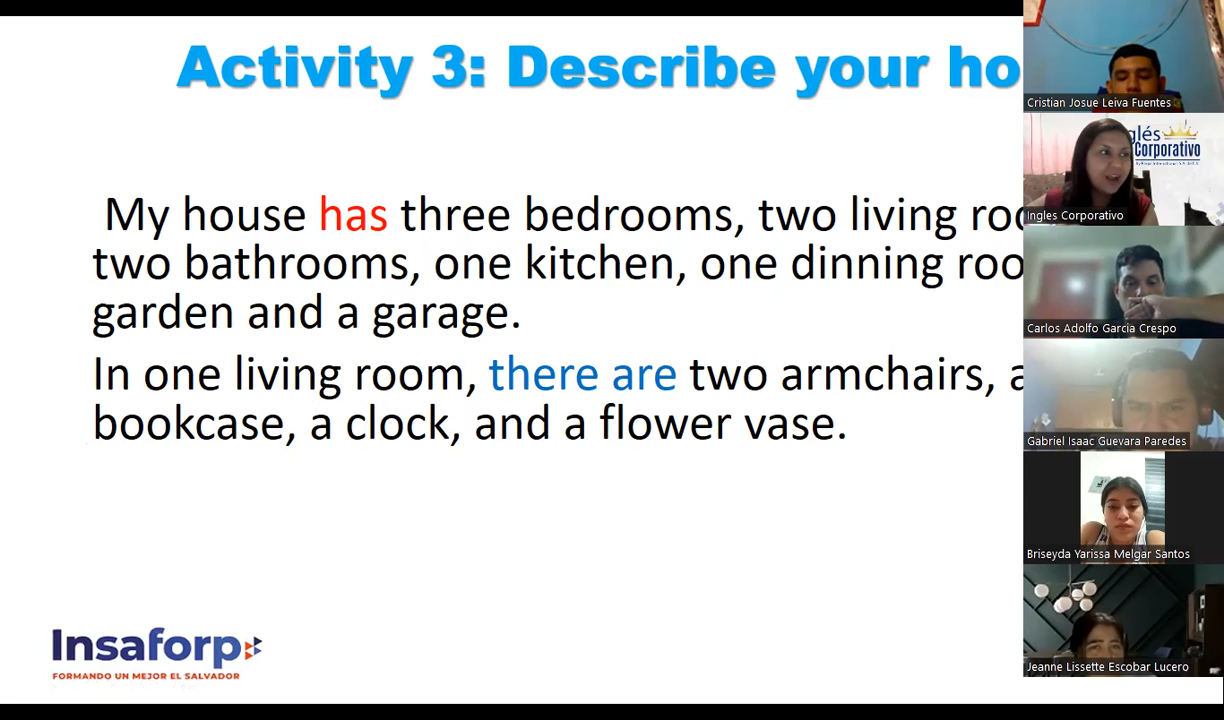 Activity 3: Describe your ho
My house has three bedrooms, two living roo
two bathrooms, one kitchen, one dinning roo
garden and a garage.
In one living room, there are two armchairs, a
bookcase, a clock, and a flower vase.
Insaforp
FORMANDO UN MEJOR EL SALVADOR
Cristian Josue Leiva Fuentes
glés
Corporativo
Ingles Corporativo
Carlos Adolfo Garcia Crespo
Gabriel Isaac Guevara Paredes
Briseyda Yarissa Melgar Santos
Jeanne Lissette Escobar Lucero